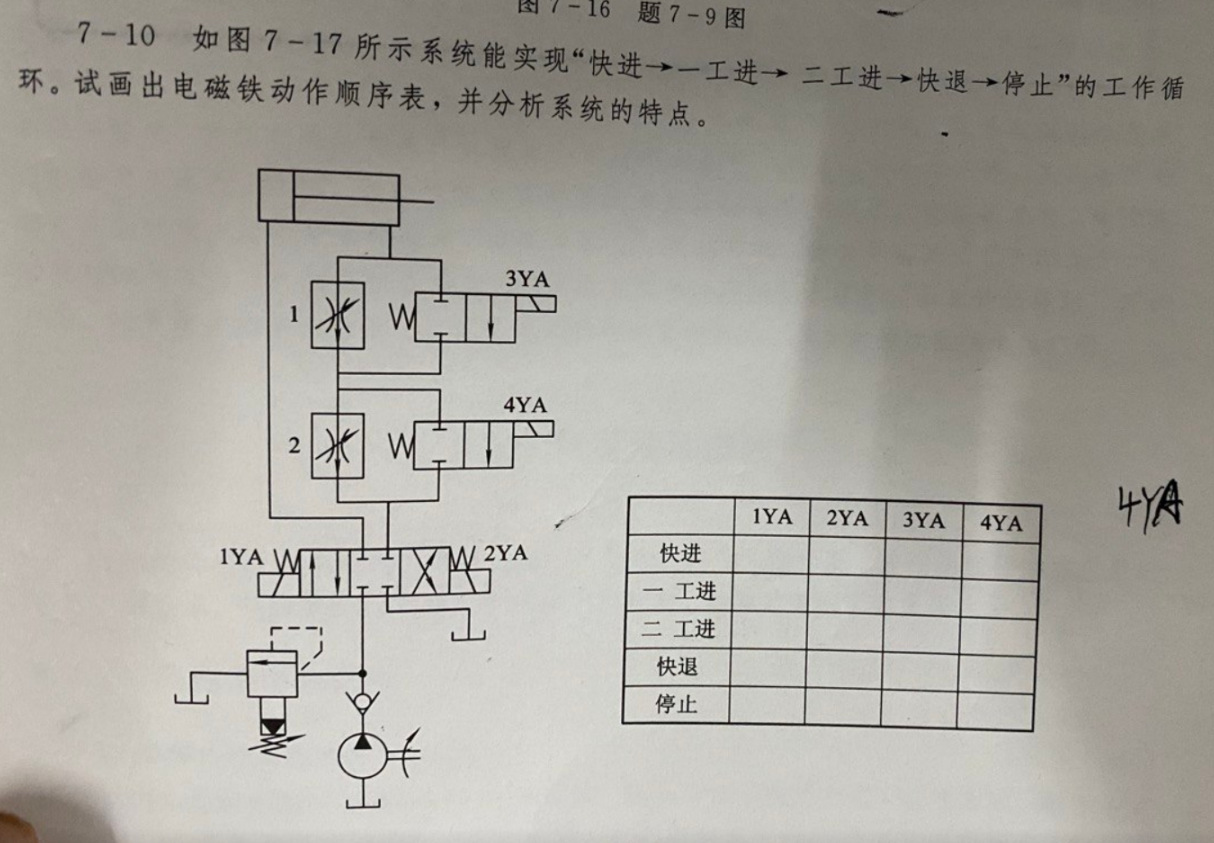 图 7-16 题 7-9 图
7-10 如图 7-17 所示系统能实现“快进→一工进→ 二工进→快退→停止”的工作循
环。试画出电磁铁动作顺序表，并分析系统的特点。
3YA
1
4YA
2
1YA
2YA
1YA 2YA 3YA 4YA
快进
一 工进
二 工进
快退
停止
4YA